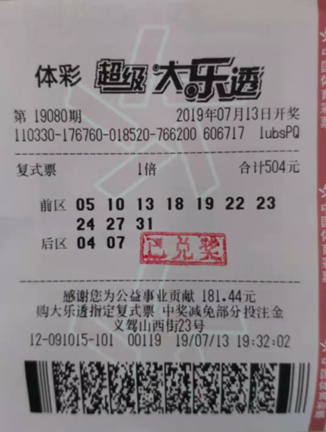 体彩 超级大乐透
第 19080期 2019年07月13日开奖
110330-176760-018520-766200 606717 lubsPQ
复式票 1倍 合计504元
前区 05 10 13 18 19 22 23
24 27 31
后区 04 07 已兑奖
感谢您为公益事业贡献 181.44元
购大乐透指定复式票 中奖减免部分投注金
义驾山西街23号
12-091015-101 00119 19/07/13 19:32:02